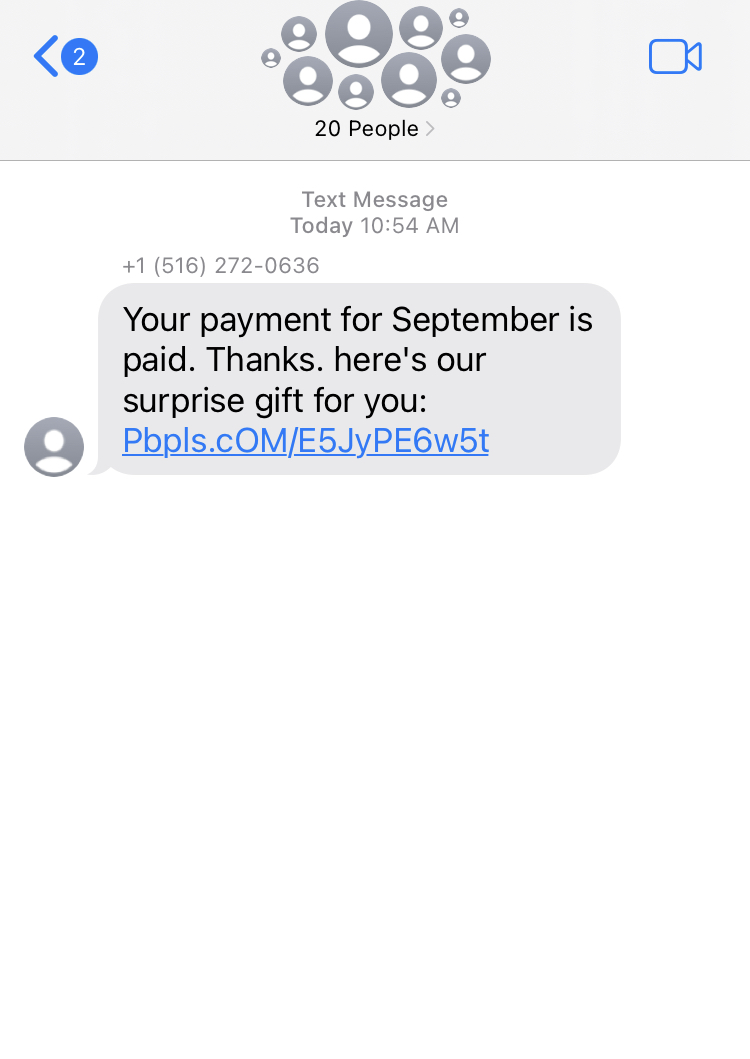 2
20 People
Text Message
Today 10:54 AM
+1 (516) 272-0636
Your payment for September is
paid. Thanks. here's our
surprise gift for you:
Pbpls.cOM/E5JyPE6w5t